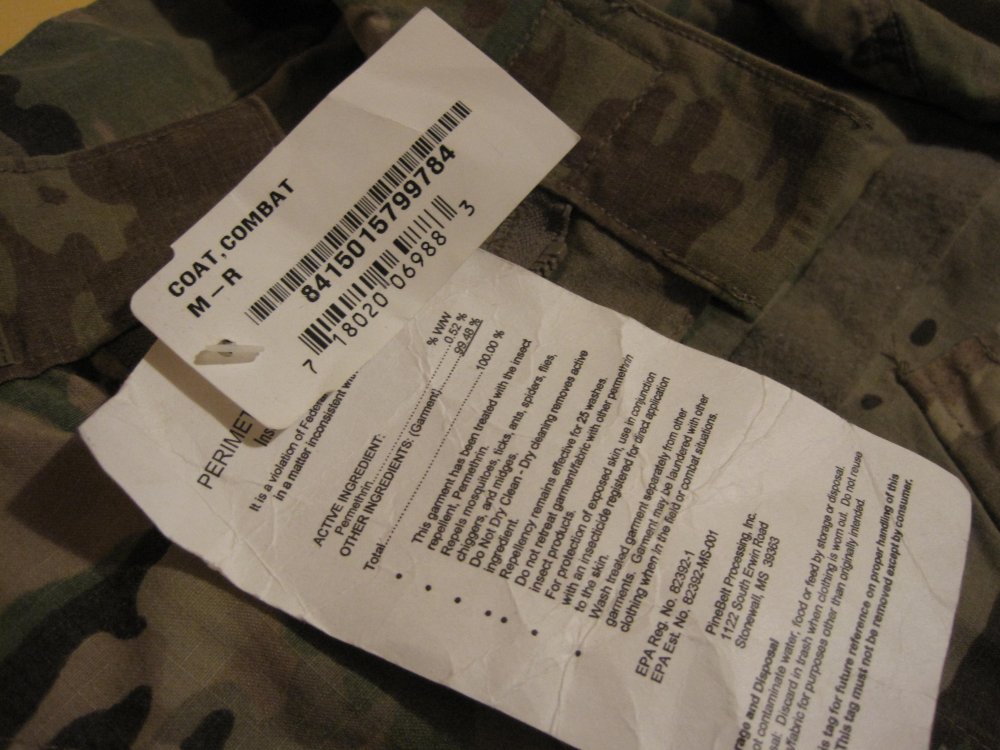 COAT, COMBAT
M – R
8415015799784
7 18020 06988 3
PERIMET
Ins
It is a violation of Federa
in a matter inconsistent
% W/W
ACTIVE INGREDIENT:
Permethrin..............................0.52 %
OTHER INGREDIENTS: (Garment)...........99.48 %
Total................................................100.00 %
• This garment has been treated with the insect
repellent, Permethrin.
• Repels mosquitoes, ticks, ants, spiders, flies,
chiggers, and midges.
• Do Not Dry Clean - Dry cleaning removes active
ingredient.
• Repellency remains effective for 25 washes.
• Do not retreat garment/fabric with other permethrin
insect products.
• For protection of exposed skin, use in conjunction
with an insecticide registered for direct application
to the skin.
• Wash treated garment separately from other
garments. Garment may be laundered with other
clothing when in the field or combat situations.
EPA Reg. No. 82392-1
EPA Est. No. 82392-MS-001
PineBelt Processing, Inc.
1122 South Erwin Road
Stonewall, MS 39363
rage and Disposal
ot contaminate water, food or feed by storage or disposal.
sal: Discard in trash when clothing is worn out. Do not reuse
fabric for purposes other than originally intended.
s tag for future reference on proper handling of this
This tag must not be removed except by consumer.